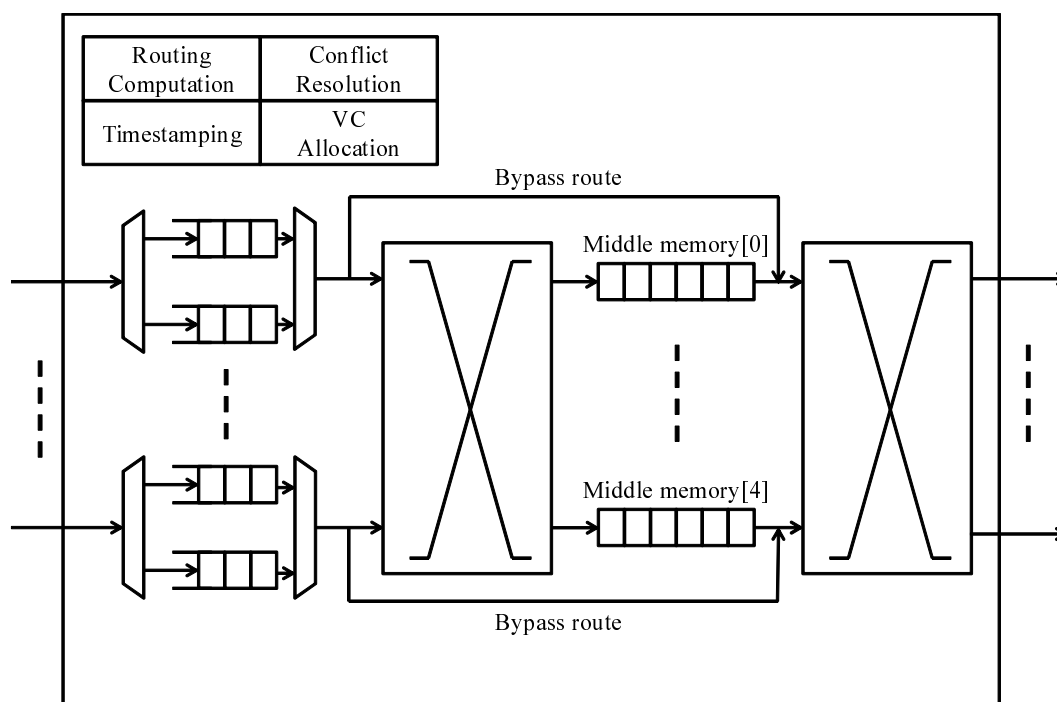 Routing
Computation
Conflict
Resolution
Timestamping
VC
Allocation
Bypass route
Middle memory[0]
Middle memory[4]
Bypass route